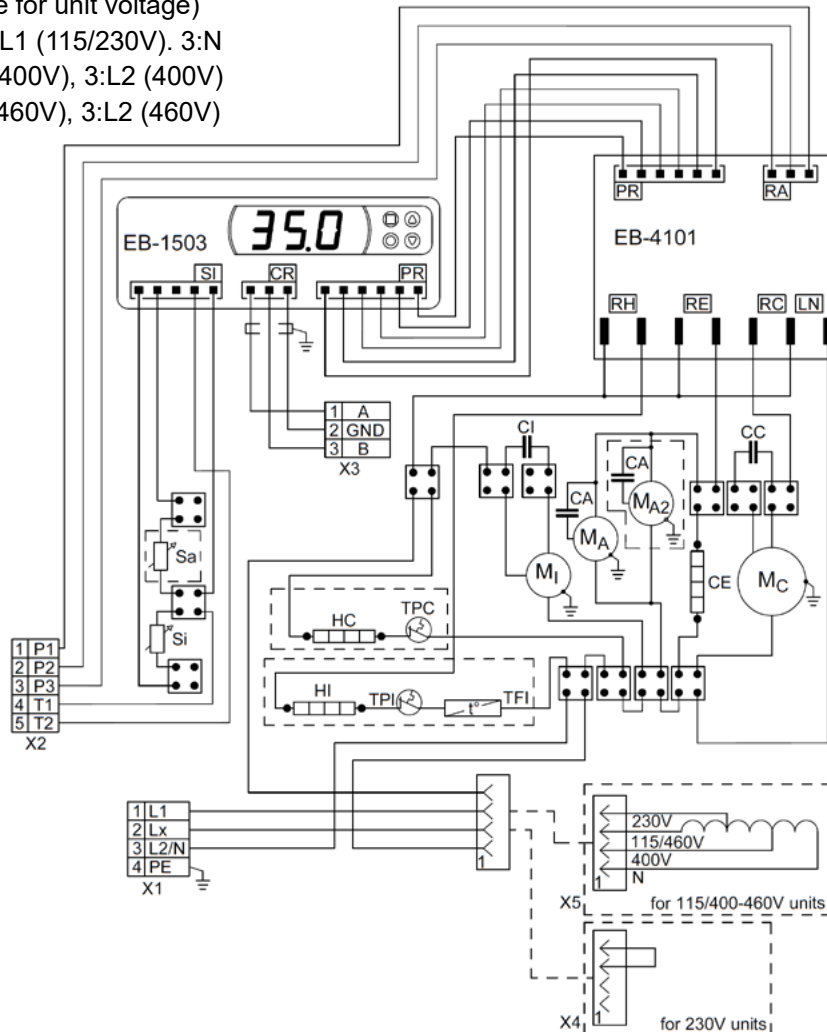 e for unit voltage)
L1 (115/230V). 3:N
400V), 3:L2 (400V)
460V), 3:L2 (460V)
EB-1503
35.0
SI
CR
PR
PR
RA
EB-4101
RH
RE
RC
LN
1 A
2 GND
3 B
X3
CI
CC
CA
CA
MA2
MA
MI
CE
MC
Sa
Si
HC
TPC
HI
TPI
t°
TFI
1 P1
2 P2
3 P3
4 T1
5 T2
X2
1 L1
2 Lx
3 L2/N
4 PE
X1
1
230V
115/460V
400V
N
1
X5
for 115/400-460V units
1
X4
for 230V units